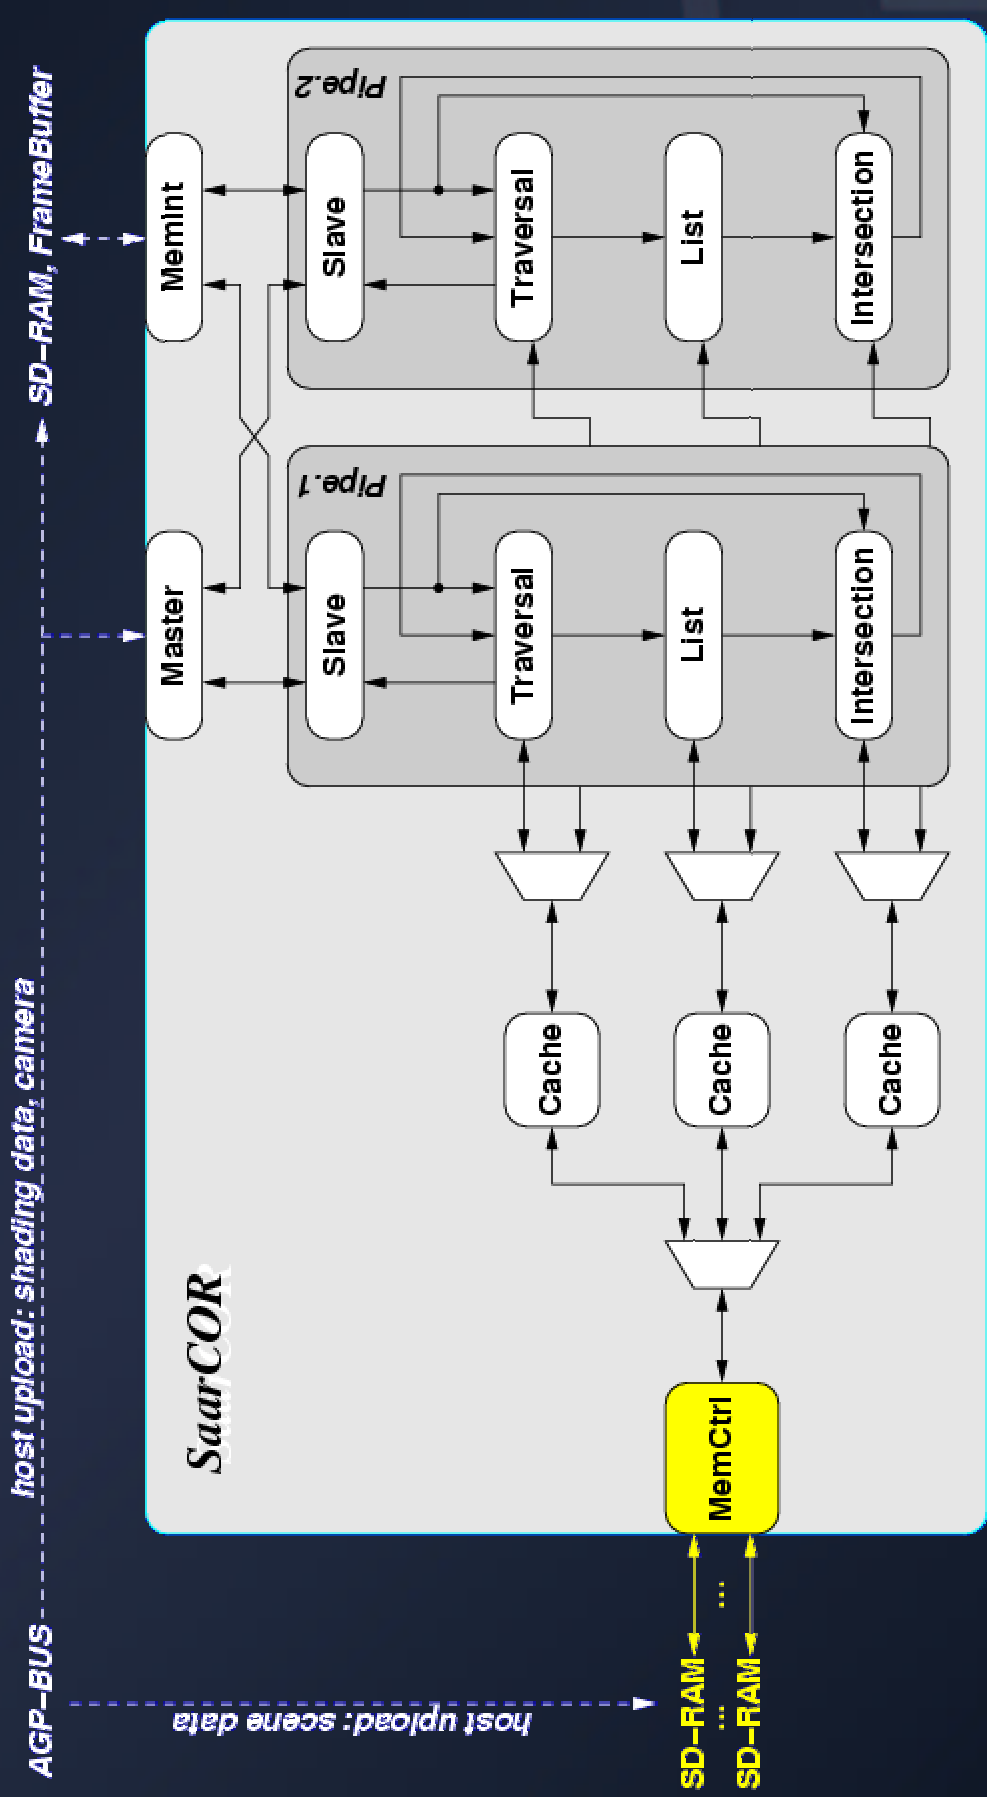 AGP-BUS
host upload: shading data, camera
SD-RAM, FrameBuffer
host upload: scene data
SaarCOR
Master
MemInt
Pipe.1
Slave
Traversal
List
Intersection
Pipe.2
Slave
Traversal
List
Intersection
Cache
Cache
Cache
MemCtrl
SD-RAM
... ...
SD-RAM